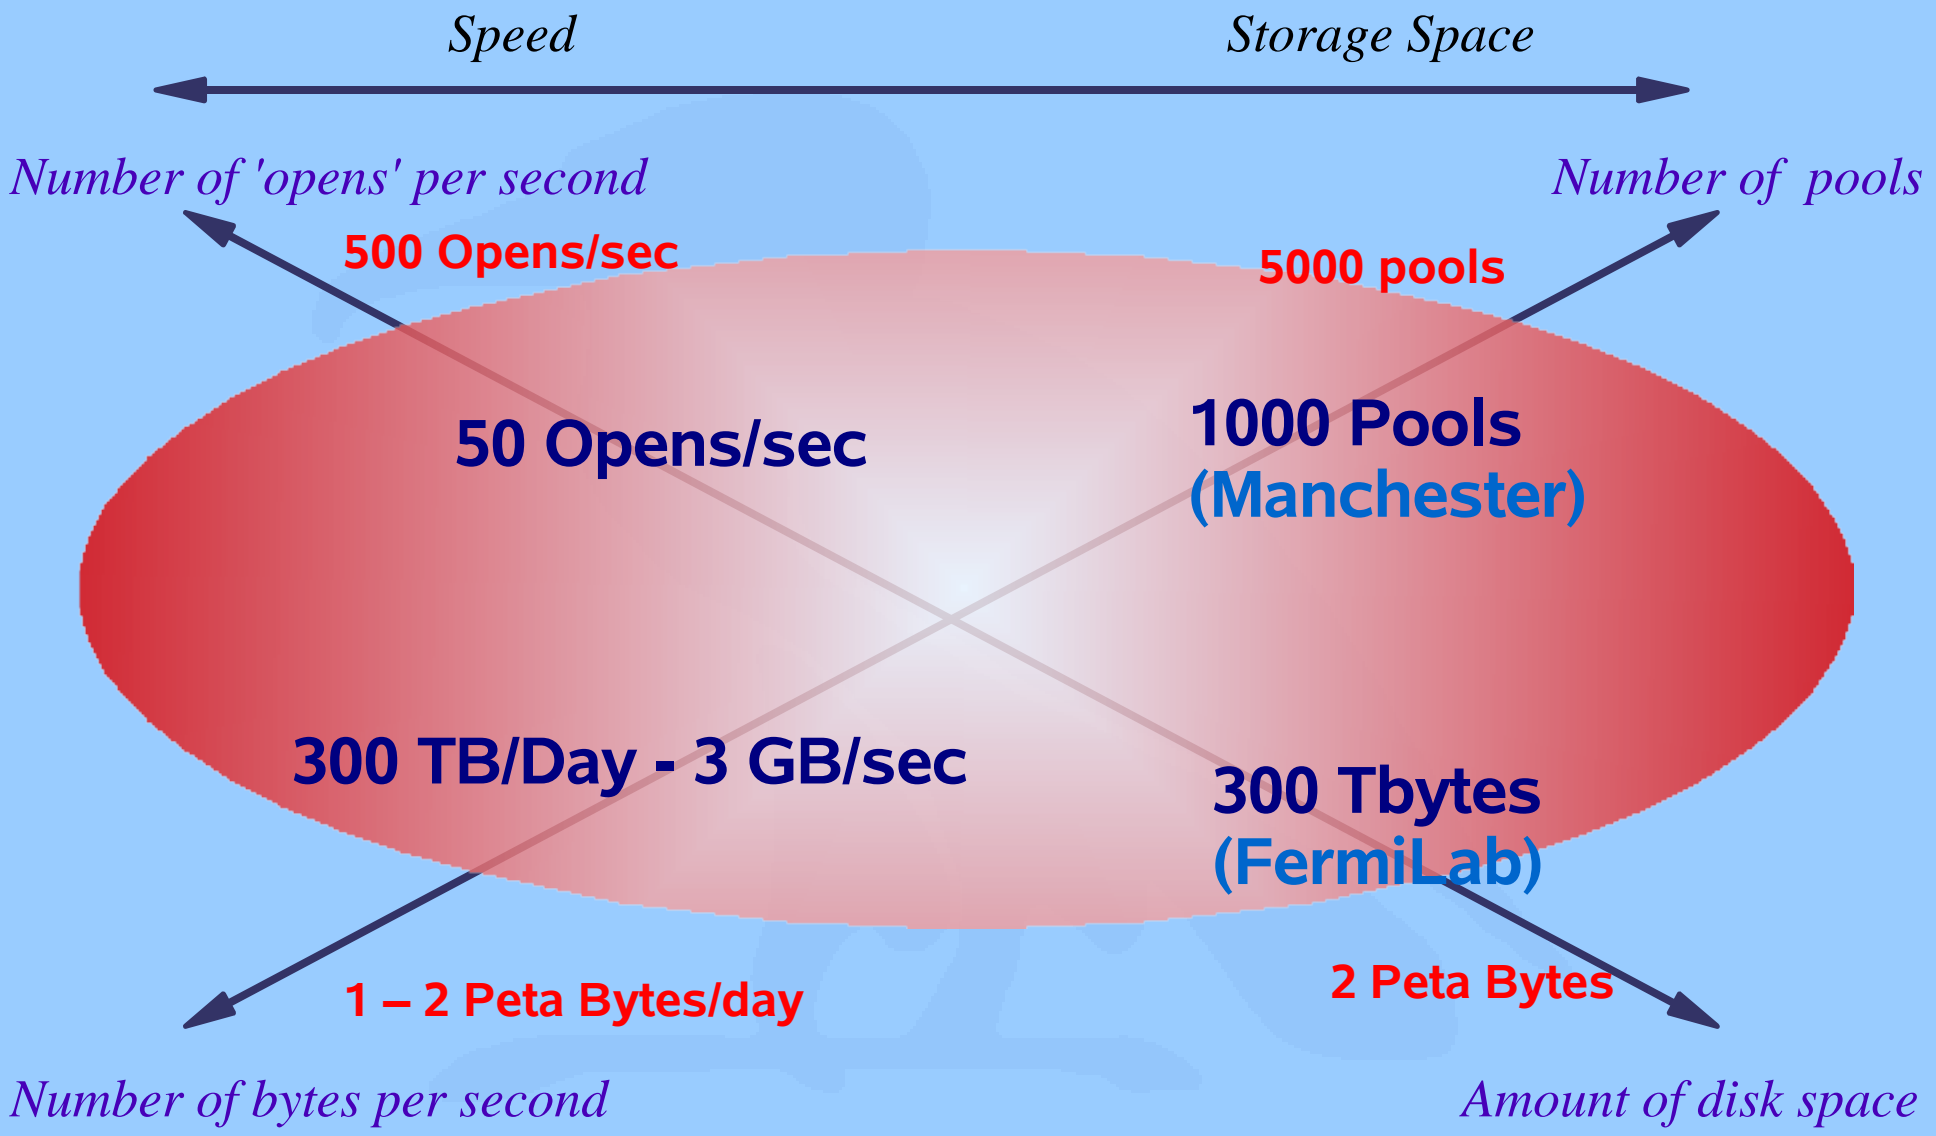 Speed
Storage Space
Number of 'opens' per second
Number of pools
500 Opens/sec
5000 pools
50 Opens/sec
1000 Pools
(Manchester)
300 TB/Day - 3 GB/sec
300 Tbytes
(FermiLab)
1 – 2 Peta Bytes/day
2 Peta Bytes
Number of bytes per second
Amount of disk space